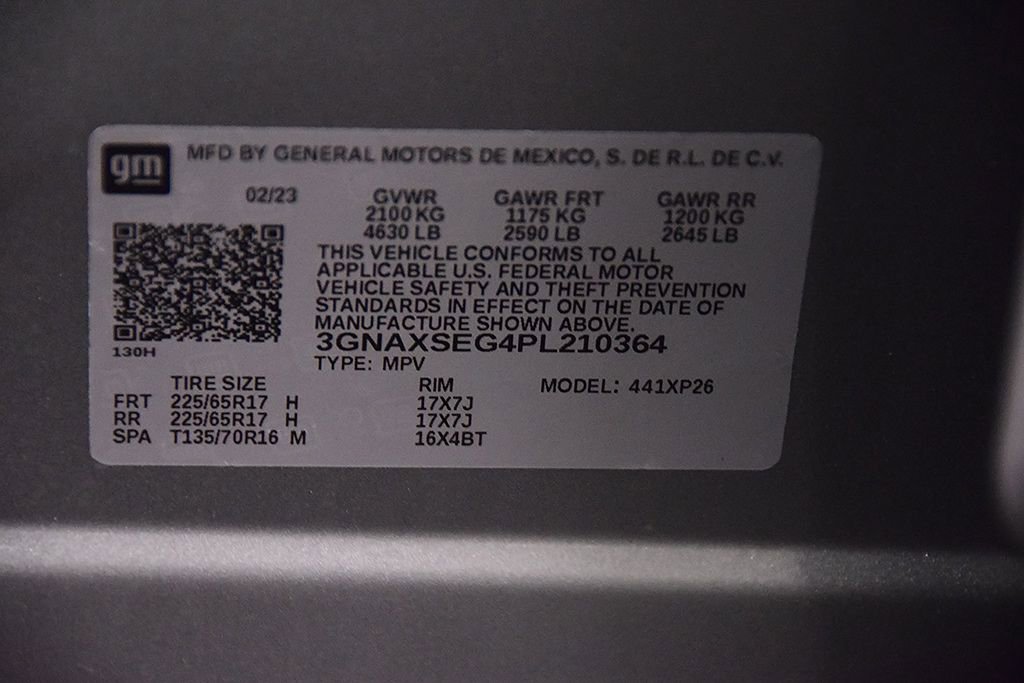 gm
MFD BY GENERAL MOTORS DE MEXICO, S. DE R.L. DE C.V.
02/23 GVWR GAWR FRT GAWR RR
2100 KG 1175 KG 1200 KG
4630 LB 2590 LB 2645 LB
THIS VEHICLE CONFORMS TO ALL
APPLICABLE U.S. FEDERAL MOTOR
VEHICLE SAFETY AND THEFT PREVENTION
STANDARDS IN EFFECT ON THE DATE OF
MANUFACTURE SHOWN ABOVE.
3GNAXSEG4PL210364
130H
TYPE: MPV
TIRE SIZE RIM MODEL: 441XP26
FRT 225/65R17 H 17X7J
RR 225/65R17 H 17X7J
SPA T135/70R16 M 16X4BT